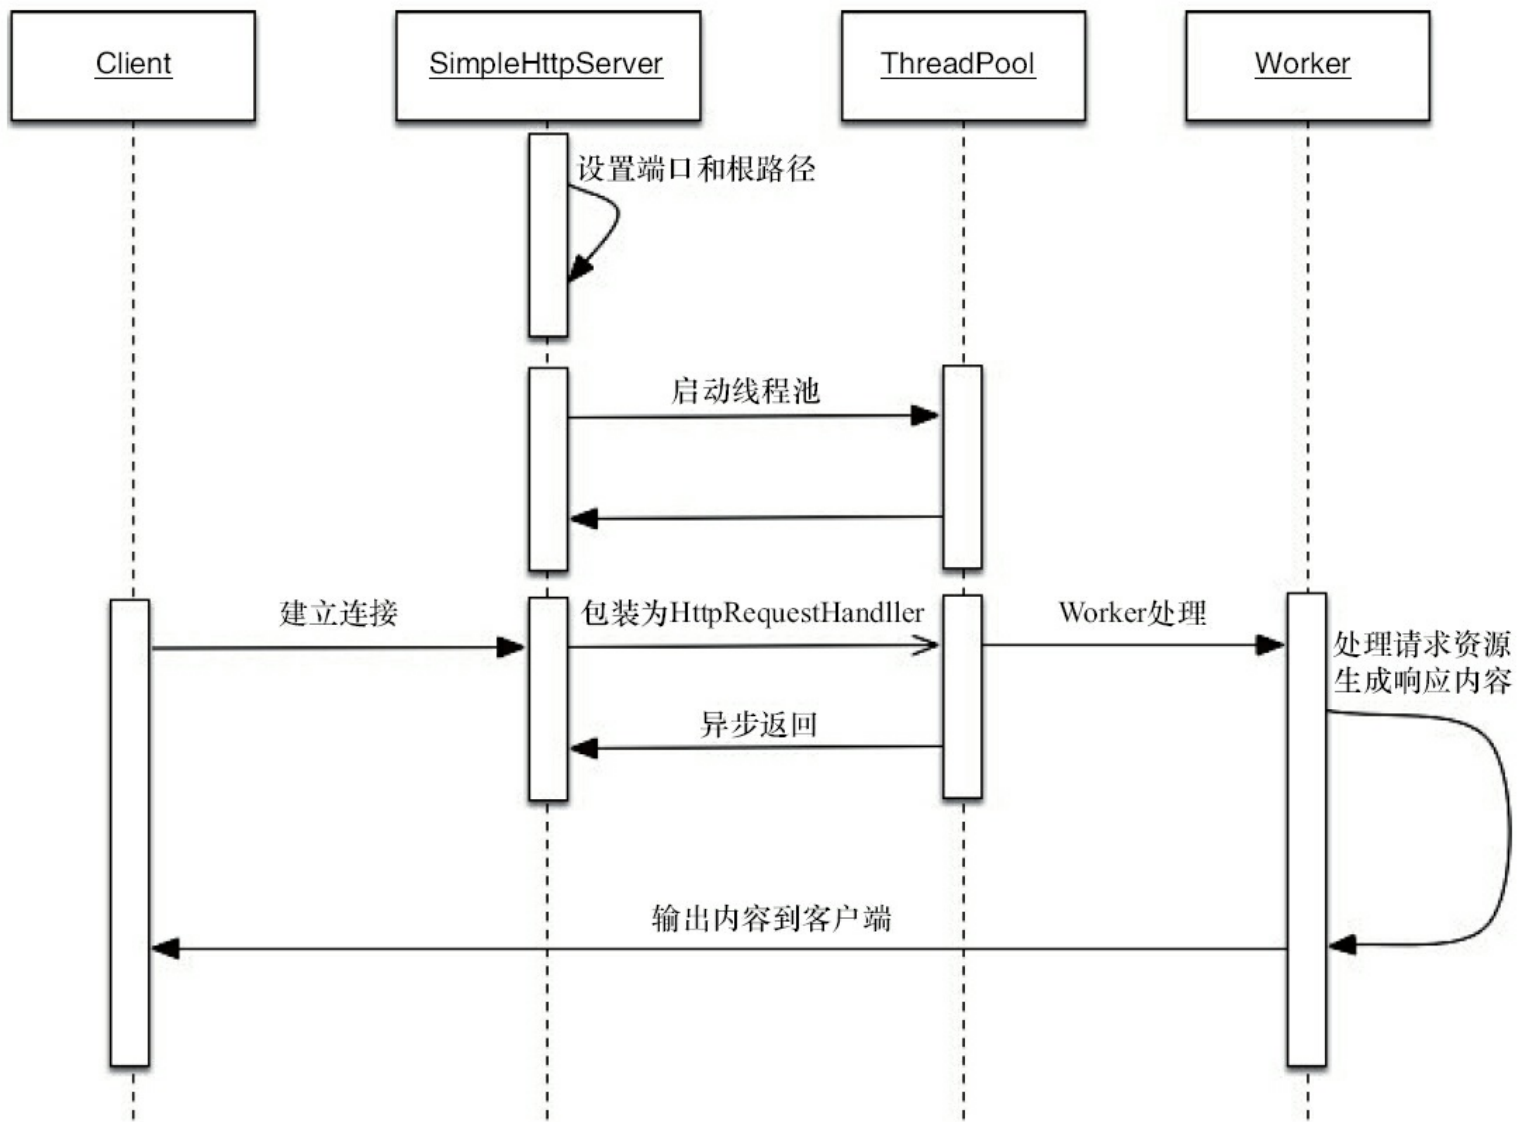 Client
SimpleHttpServer
ThreadPool
Worker
设置端口和根路径
启动线程池
建立连接
包装为HttpRequestHandller
Worker处理
处理请求资源
生成响应内容
异步返回
输出内容到客户端